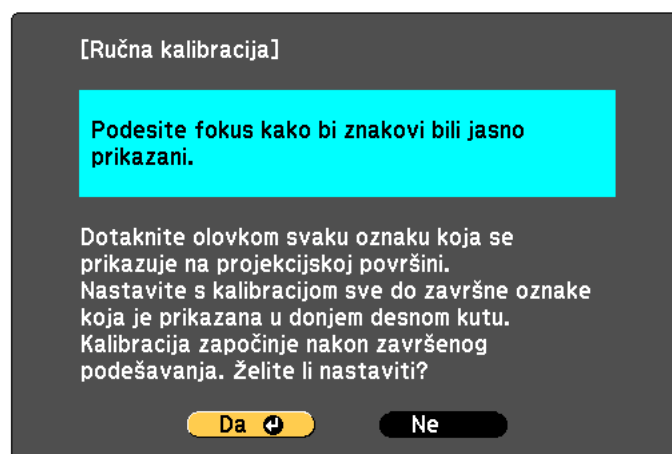 [Ručna kalibracija]
Podesite fokus kako bi znakovi bili jasno
prikazani.
Dotaknite olovkom svaku oznaku koja se
prikazuje na projekcijskoj površini.
Nastavite s kalibracijom sve do završne oznake
koja je prikazana u donjem desnom kutu.
Kalibracija započinje nakon završenog
podešavanja. Želite li nastaviti?
Da Ne